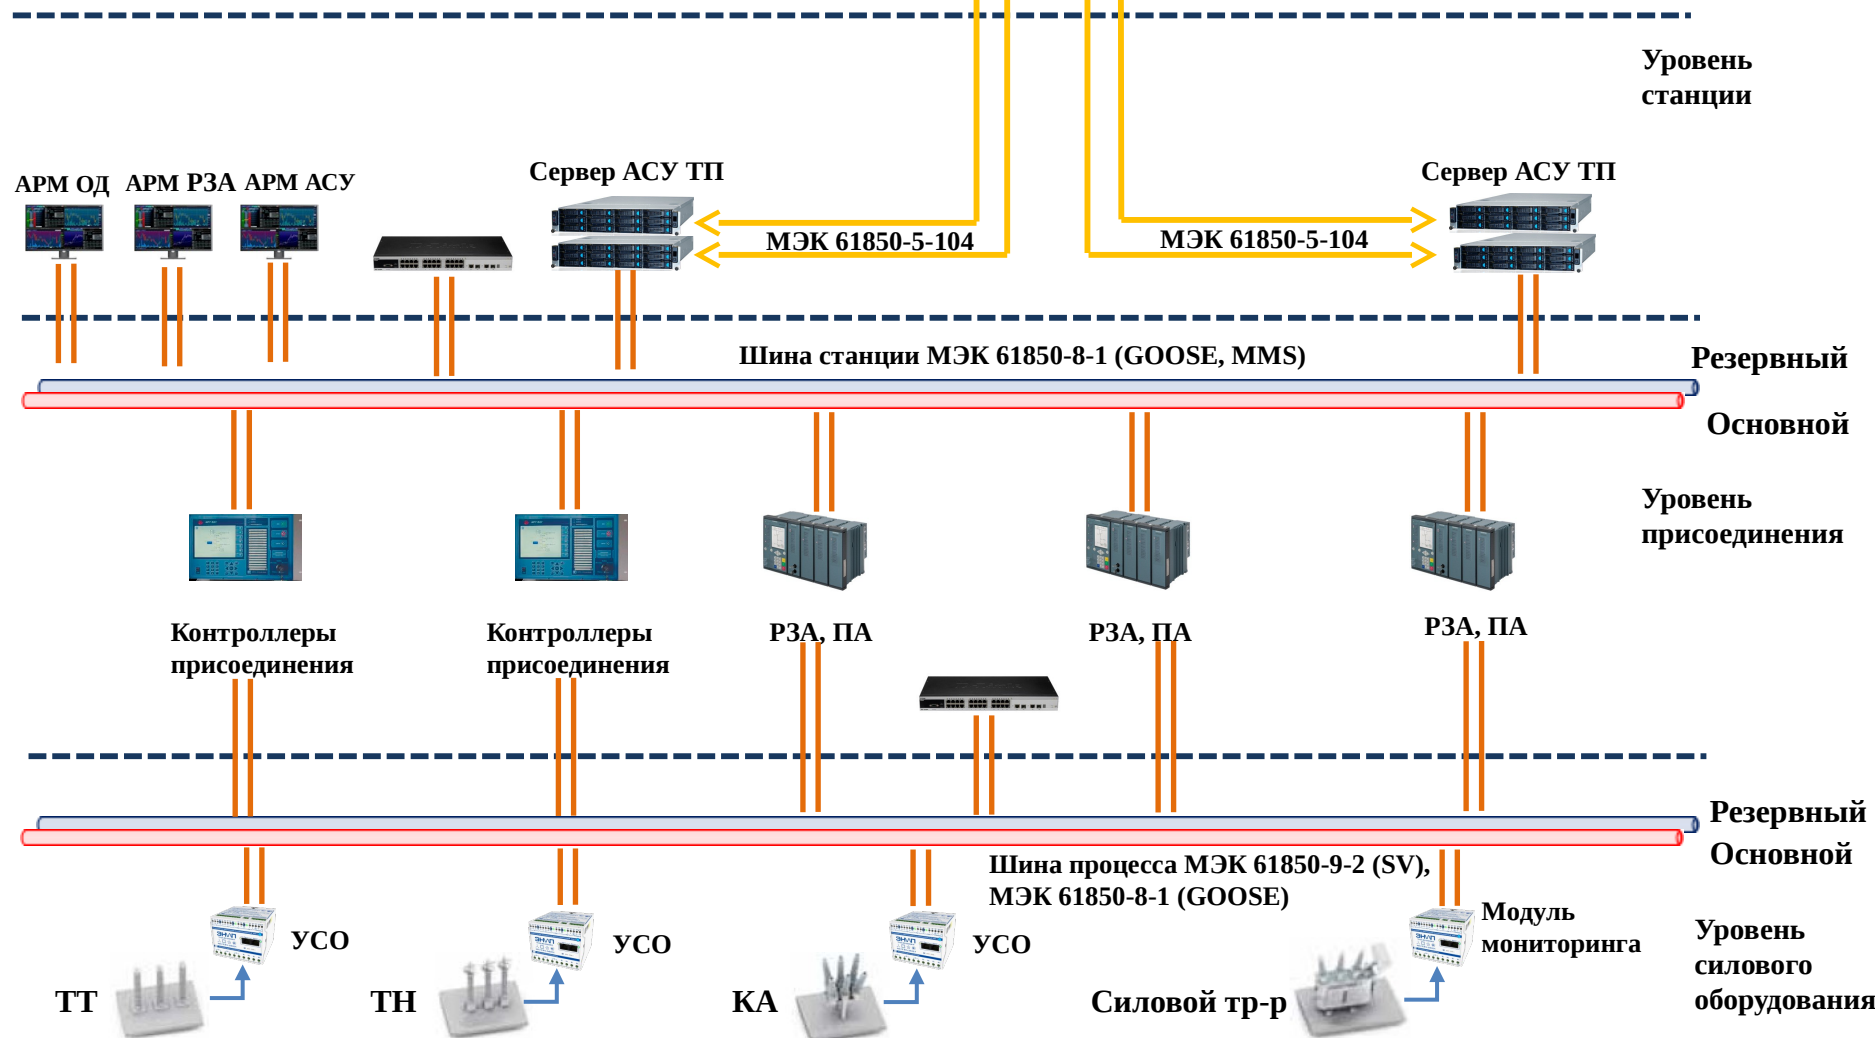 Уровень
станции
АРМ ОД
АРМ РЗА
АРМ АСУ
Сервер АСУ ТП
Сервер АСУ ТП
МЭК 61850-5-104
МЭК 61850-5-104
Шина станции МЭК 61850-8-1 (GOOSE, MMS)
Резервный
Основной
Уровень
присоединения
Контроллеры
присоединения
Контроллеры
присоединения
РЗА, ПА
РЗА, ПА
РЗА, ПА
Резервный
Основной
Шина процесса МЭК 61850-9-2 (SV),
МЭК 61850-8-1 (GOOSE)
УСО
УСО
УСО
Модуль
мониторинга
Уровень
силового
оборудования
ТТ
ТН
КА
Силовой тр-р